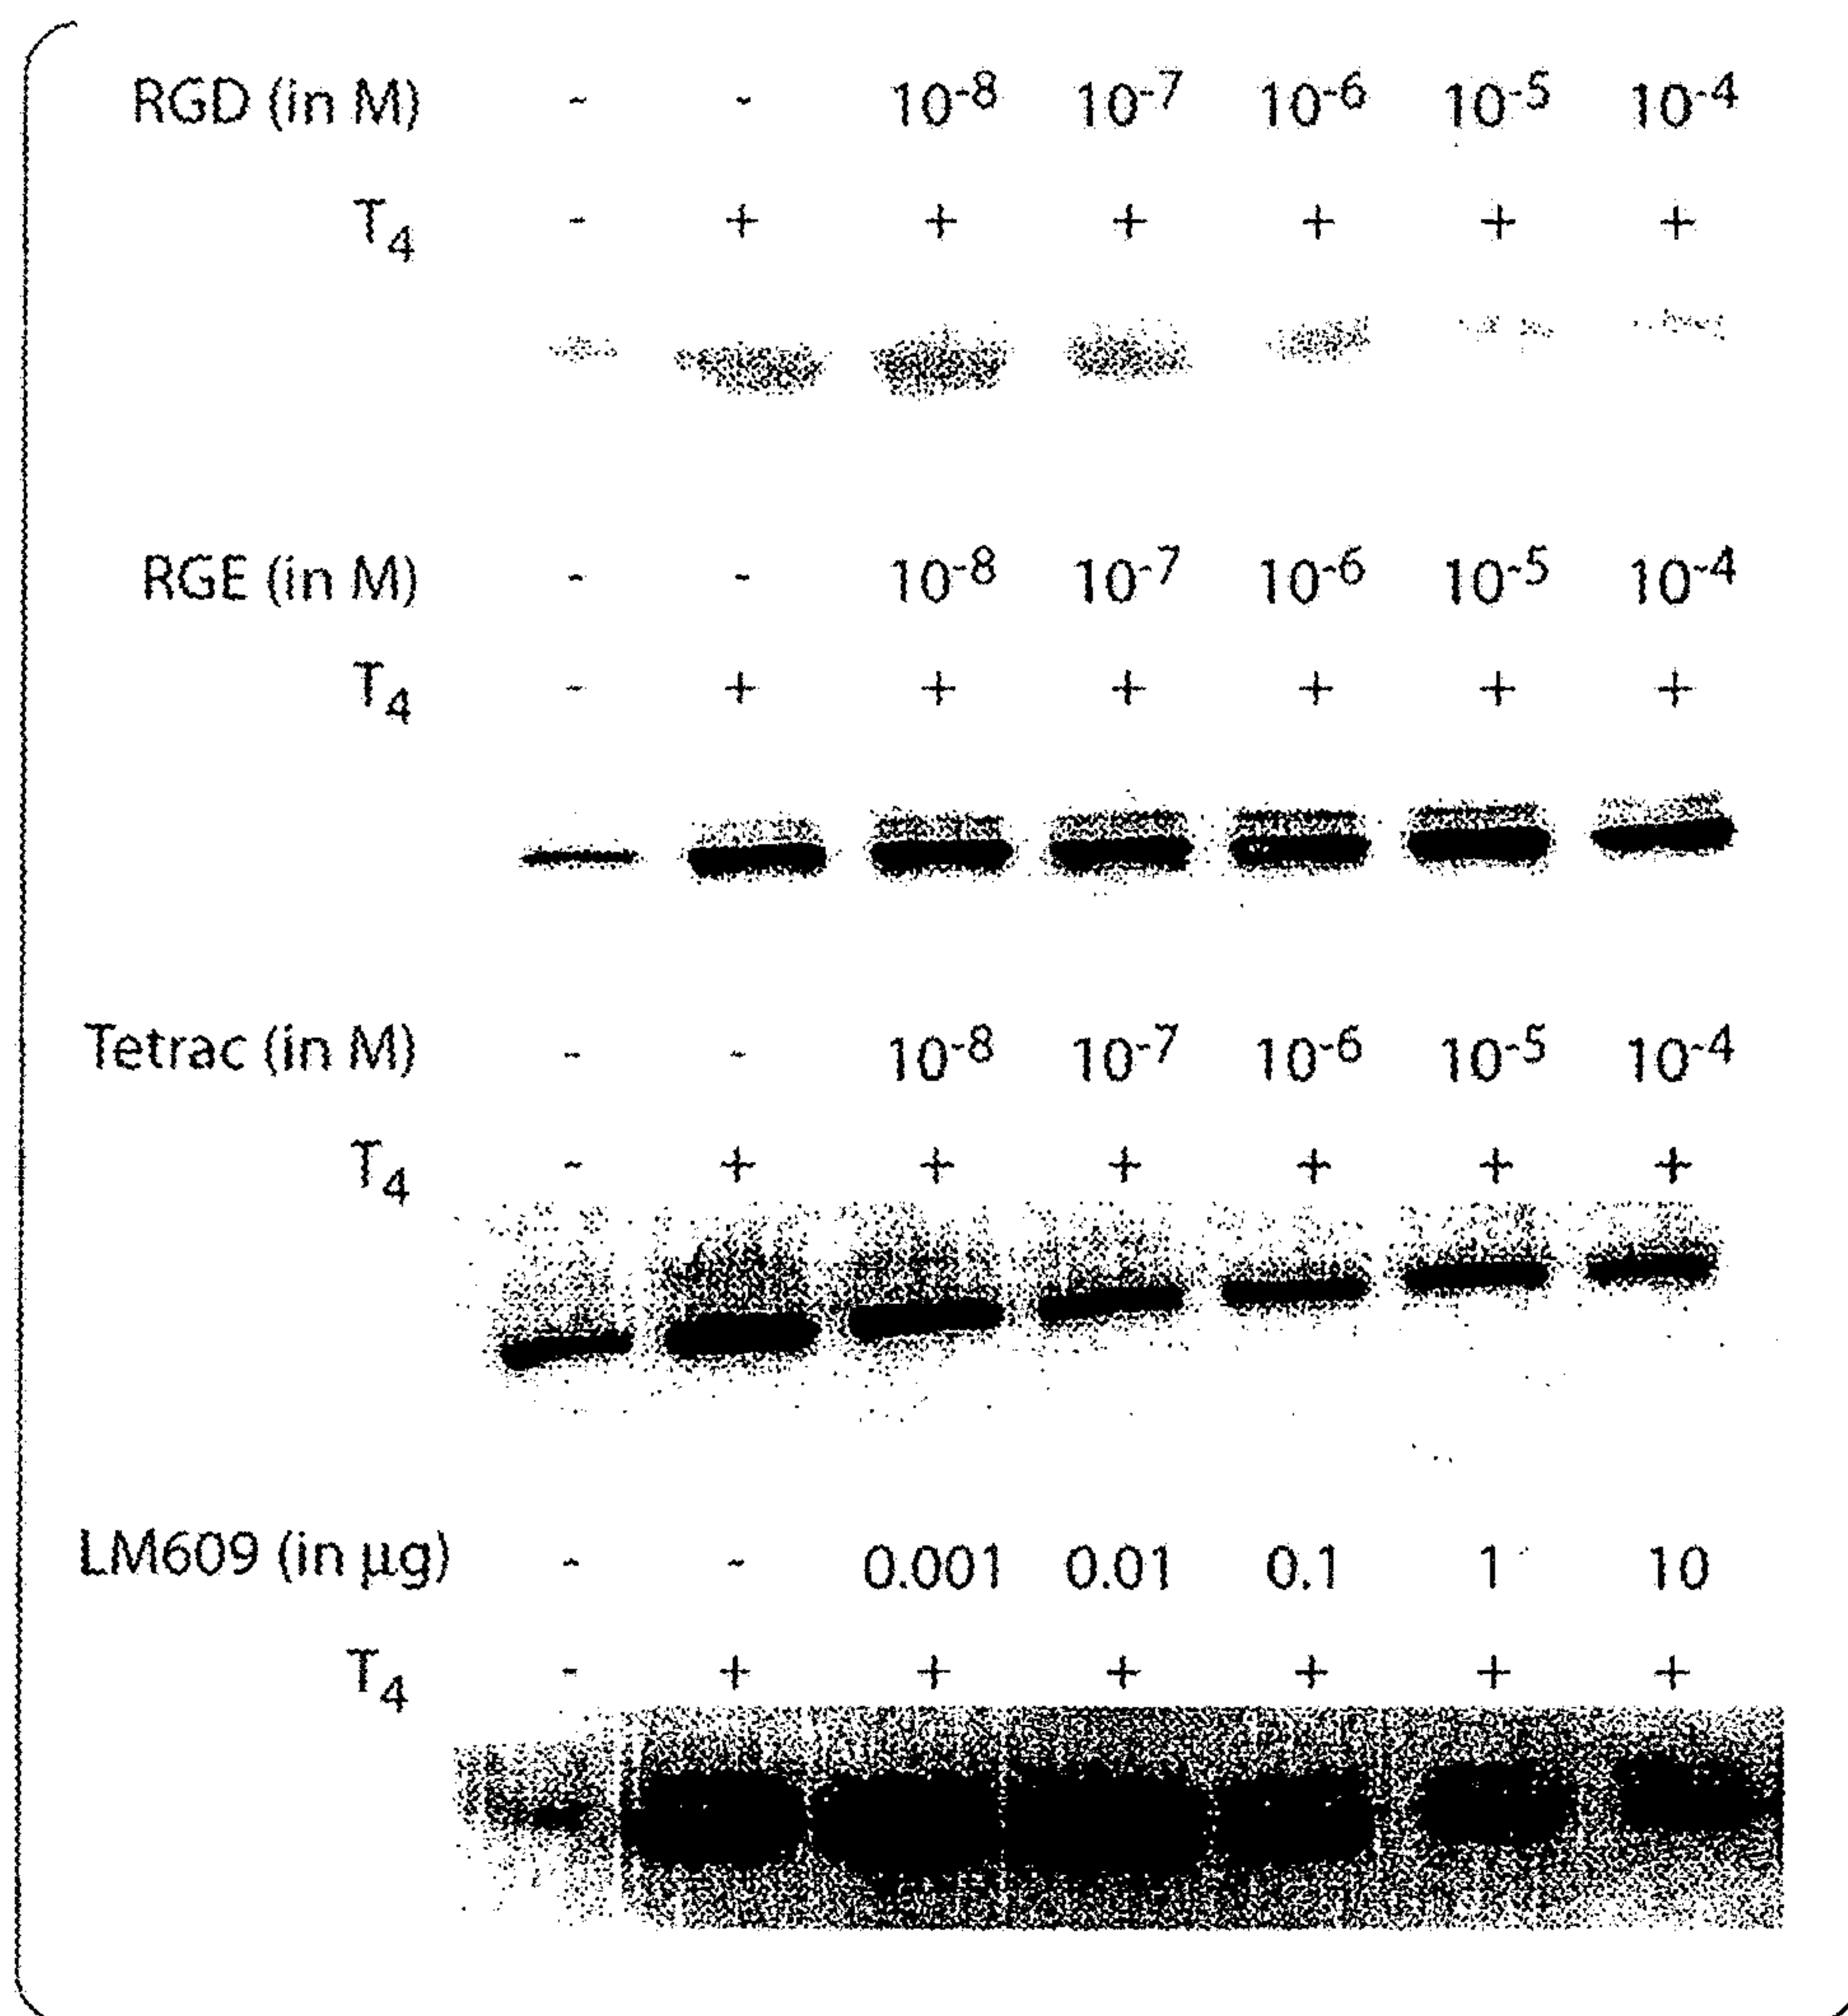 RGD (in M) - - 10⁻⁸ 10⁻⁷ 10⁻⁶ 10⁻⁵ 10⁻⁴
T₄ - + + + + + +
RGE (in M) - - 10⁻⁸ 10⁻⁷ 10⁻⁶ 10⁻⁵ 10⁻⁴
T₄ - + + + + + +
Tetrac (in M) - - 10⁻⁸ 10⁻⁷ 10⁻⁶ 10⁻⁵ 10⁻⁴
T₄ - + + + + + +
LM609 (in µg) - - 0.001 0.01 0.1 1 10
T₄ - + + + + + +